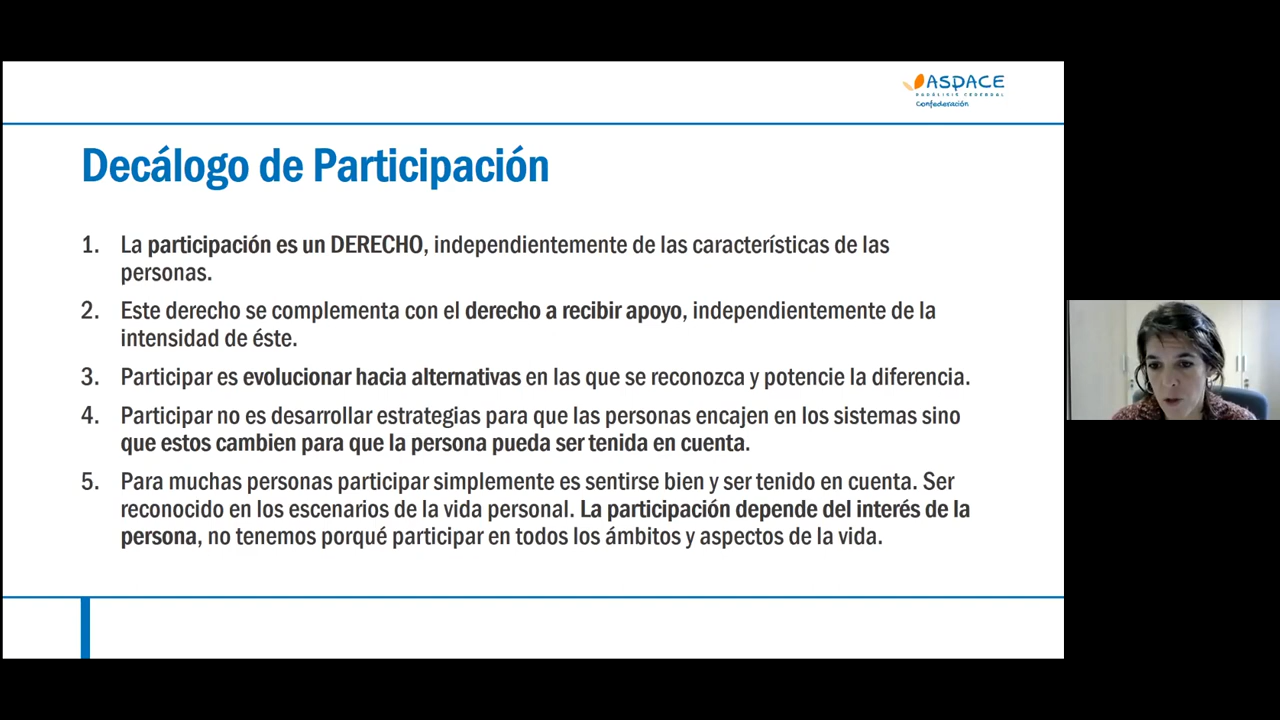 ASPACE
PARÁLISIS CEREBRAL
Confederación
Decálogo de Participación
1. La participación es un DERECHO, independientemente de las características de las
personas.
2. Este derecho se complementa con el derecho a recibir apoyo, independientemente de la
intensidad de éste.
3. Participar es evolucionar hacia alternativas en las que se reconozca y potencie la diferencia.
4. Participar no es desarrollar estrategias para que las personas encajen en los sistemas sino
que estos cambien para que la persona pueda ser tenida en cuenta.
5. Para muchas personas participar simplemente es sentirse bien y ser tenido en cuenta. Ser
reconocido en los escenarios de la vida personal. La participación depende del interés de la
persona, no tenemos porqué participar en todos los ámbitos y aspectos de la vida.